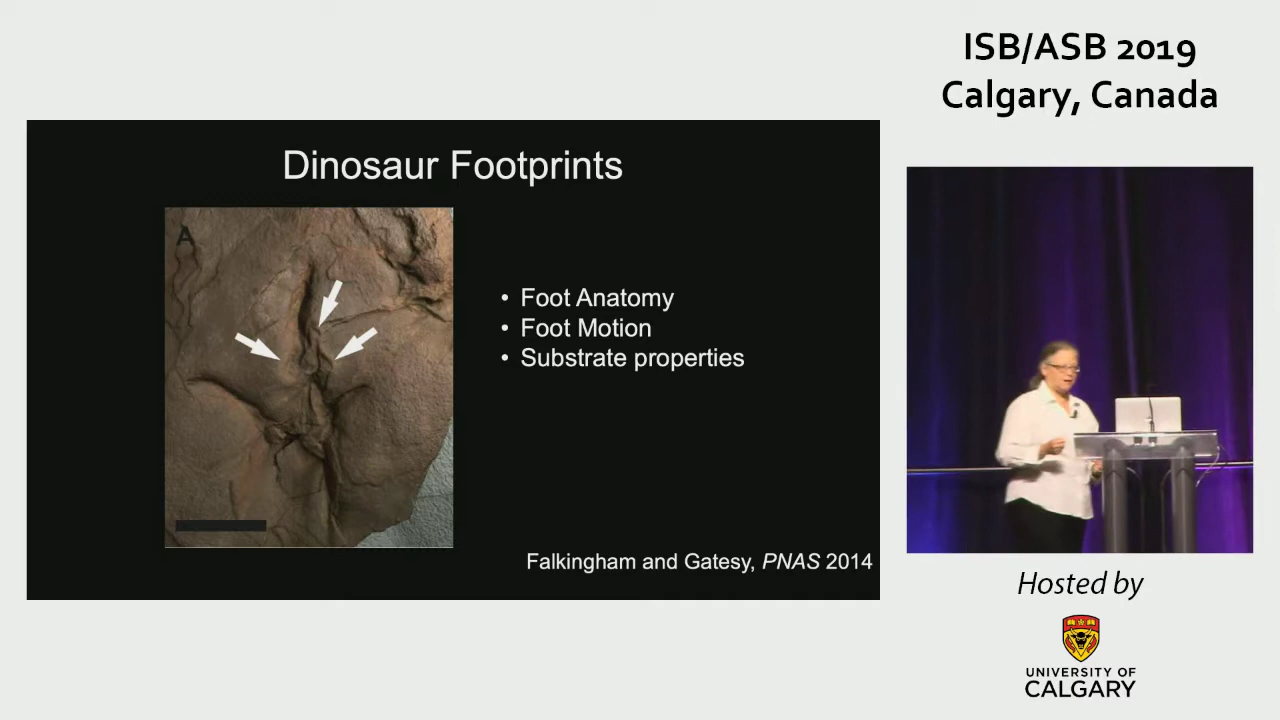 ISB/ASB 2019
Calgary, Canada
Dinosaur Footprints
A
• Foot Anatomy
• Foot Motion
• Substrate properties
Falkingham and Gatesy, PNAS 2014
Hosted by
UNIVERSITY OF
CALGARY